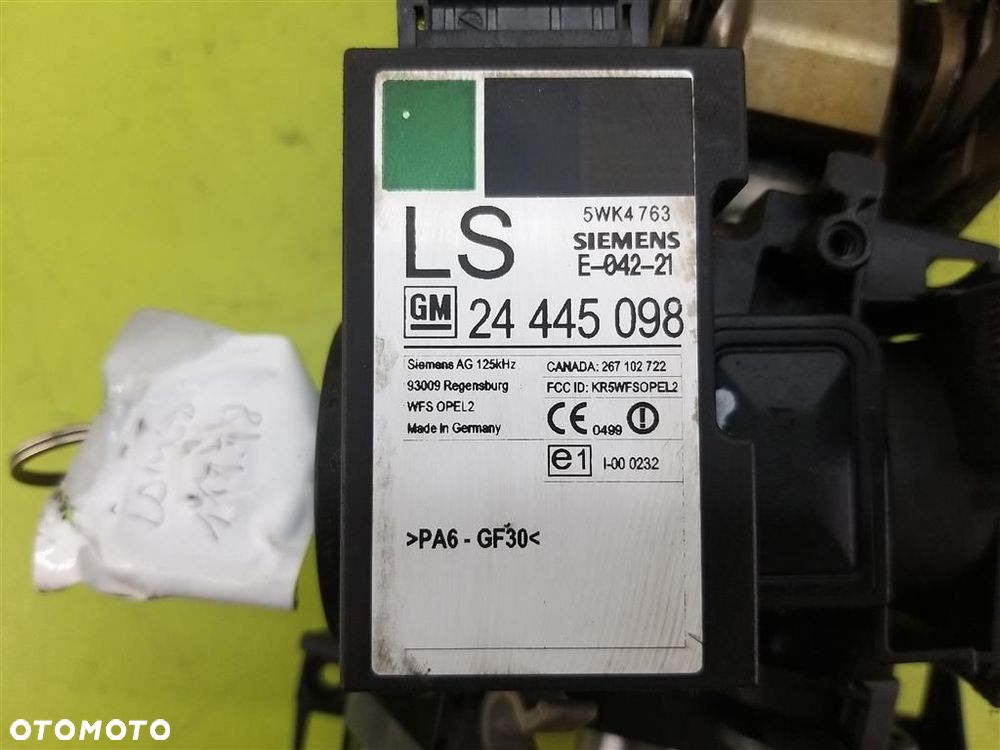 LS
5WK4 763
SIEMENS
E-042-21
GM
24 445 098
Siemens AG 125kHz
93009 Regensburg
WFS OPEL2
Made in Germany
CANADA: 267 102 722
FCC ID: KR5WFSOPEL2
CE 0499
e1 I-00 0232
>PA6 - GF30<
OTOMOTO